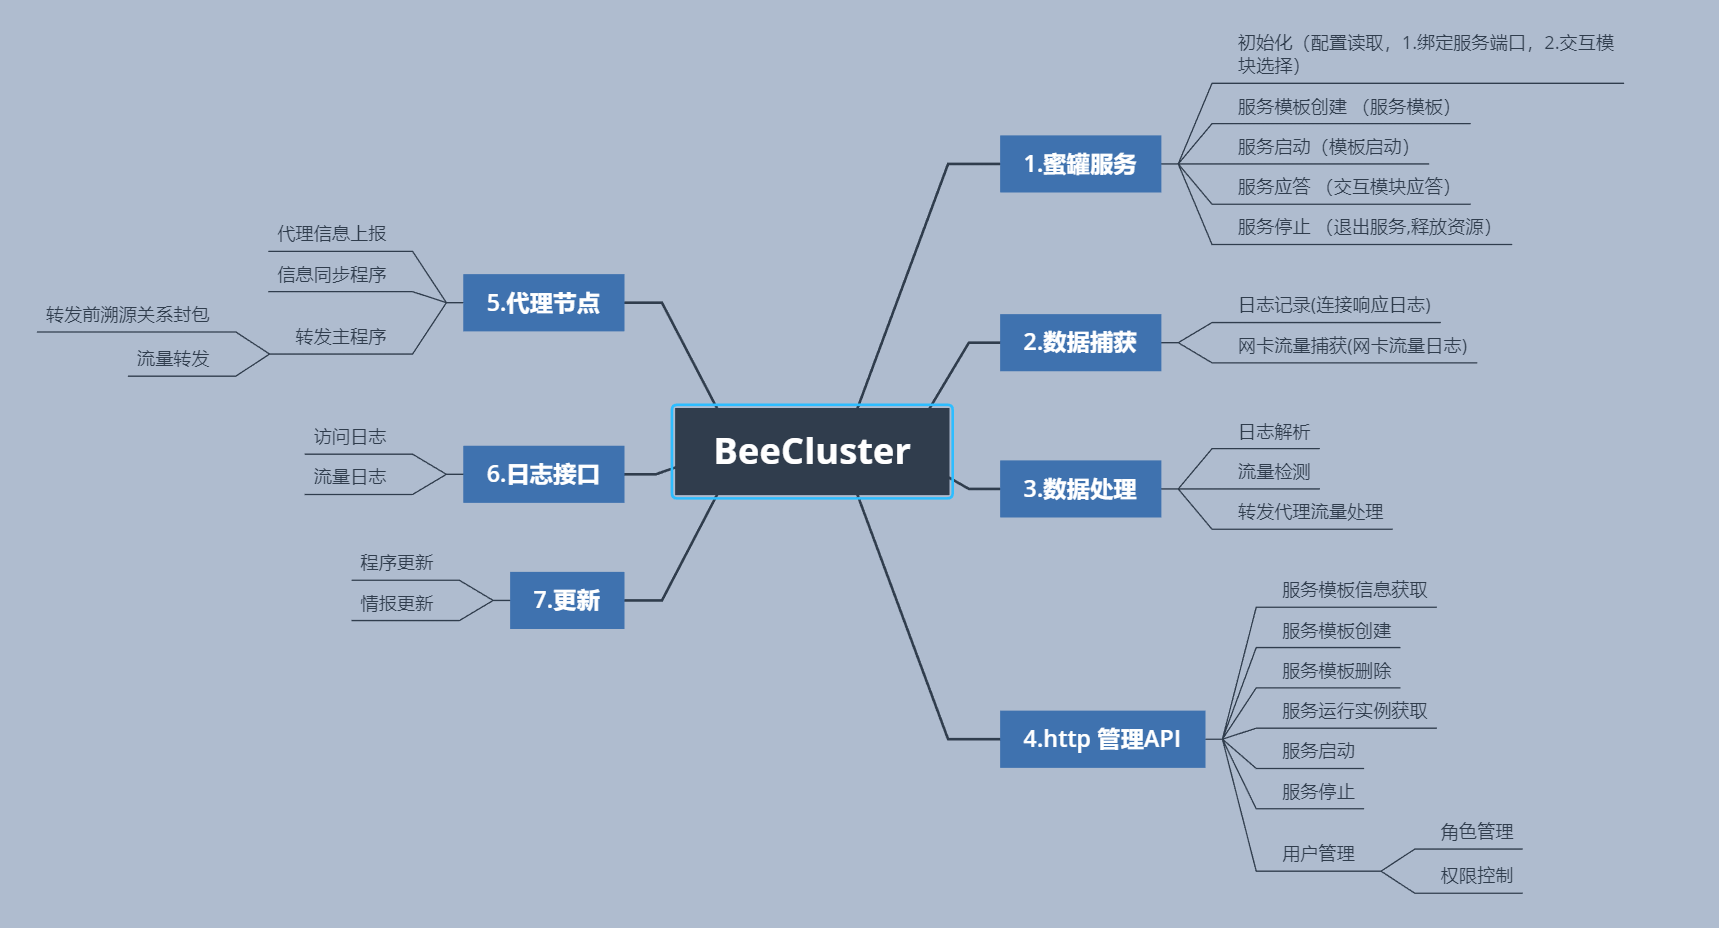 BeeCluster
1.蜜罐服务
初始化（配置读取，1.绑定服务端口，2.交互模
块选择）
服务模板创建 （服务模板）
服务启动（模板启动）
服务应答 （交互模块应答）
服务停止 （退出服务,释放资源）
2.数据捕获
日志记录(连接响应日志)
网卡流量捕获(网卡流量日志)
3.数据处理
日志解析
流量检测
转发代理流量处理
4.http 管理API
服务模板信息获取
服务模板创建
服务模板删除
服务运行实例获取
服务启动
服务停止
用户管理
角色管理
权限控制
5.代理节点
代理信息上报
信息同步程序
转发主程序
转发前溯源关系封包
流量转发
6.日志接口
访问日志
流量日志
7.更新
程序更新
情报更新